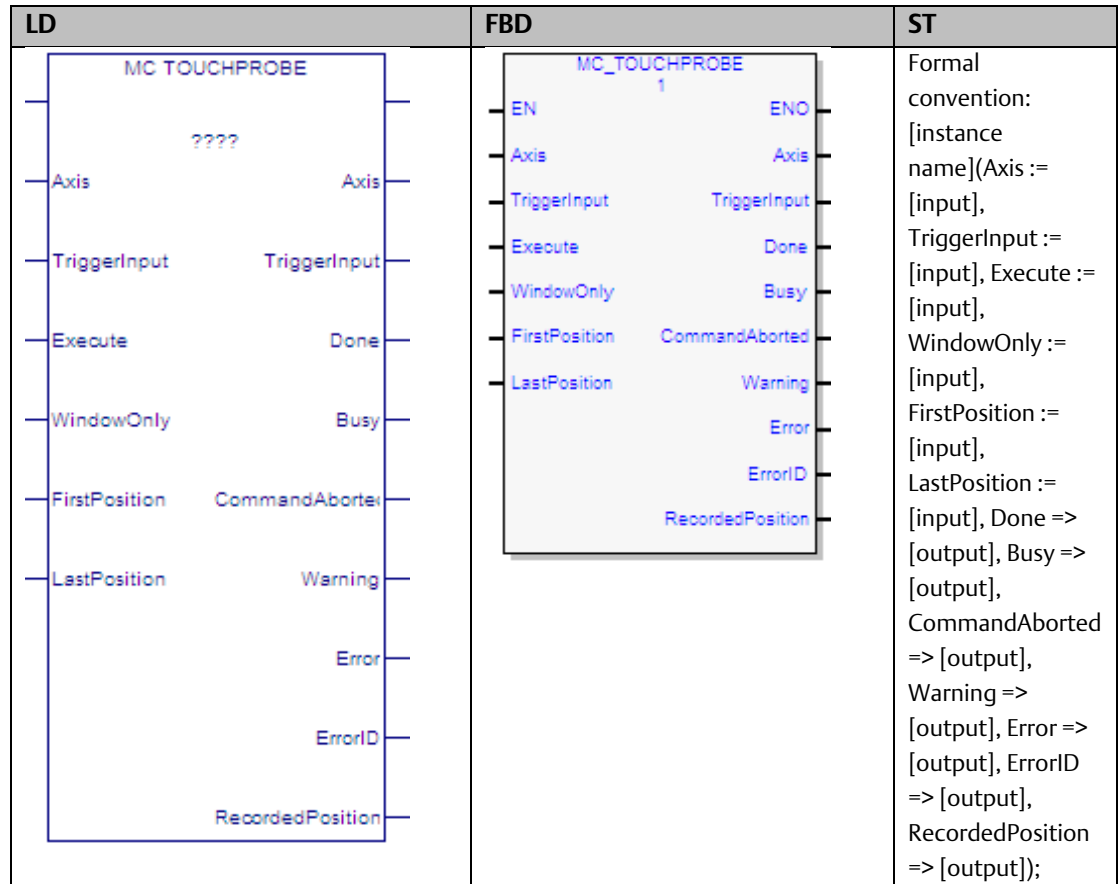 LD
FBD
ST
MC TOUCHPROBE
????
Axis Axis
TriggerInput TriggerInput
Execute Done
WindowOnly Busy
FirstPosition CommandAborte
LastPosition Warning
Error
ErrorID
RecordedPosition
MC_TOUCHPROBE
1
EN ENO
Axis Axis
TriggerInput TriggerInput
Execute Done
WindowOnly Busy
FirstPosition CommandAborted
LastPosition Warning
Error
ErrorID
RecordedPosition
Formal
convention:
[instance
name](Axis :=
[input],
TriggerInput :=
[input], Execute :=
[input],
WindowOnly :=
[input],
FirstPosition :=
[input],
LastPosition :=
[input], Done =>
[output], Busy =>
[output],
CommandAborted
=> [output],
Warning =>
[output], Error =>
[output], ErrorID
=> [output],
RecordedPosition
=> [output]);